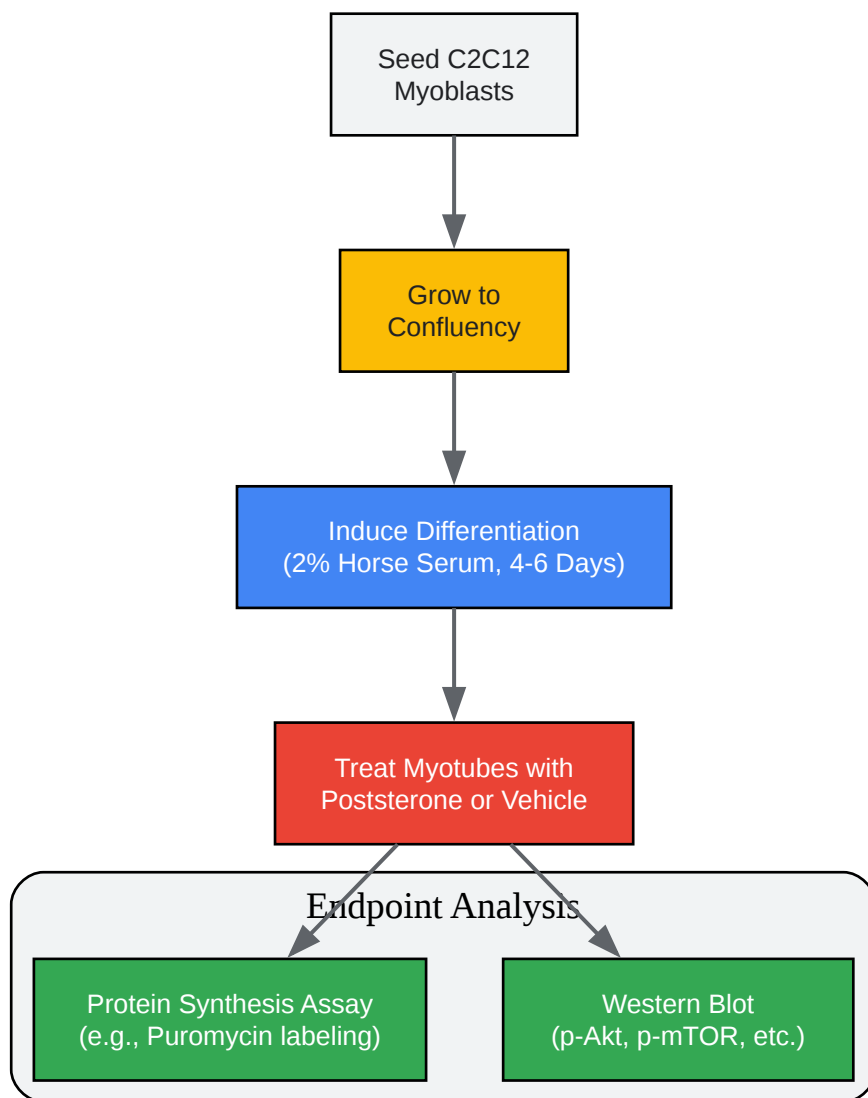 Seed C2C12
Myoblasts
Grow to
Confluency
Induce Differentiation
(2% Horse Serum, 4-6 Days)
Treat Myotubes with
Poststerone or Vehicle
Endpoint Analysis
Protein Synthesis Assay
(e.g., Puromycin labeling)
Western Blot
(p-Akt, p-mTOR, etc.)